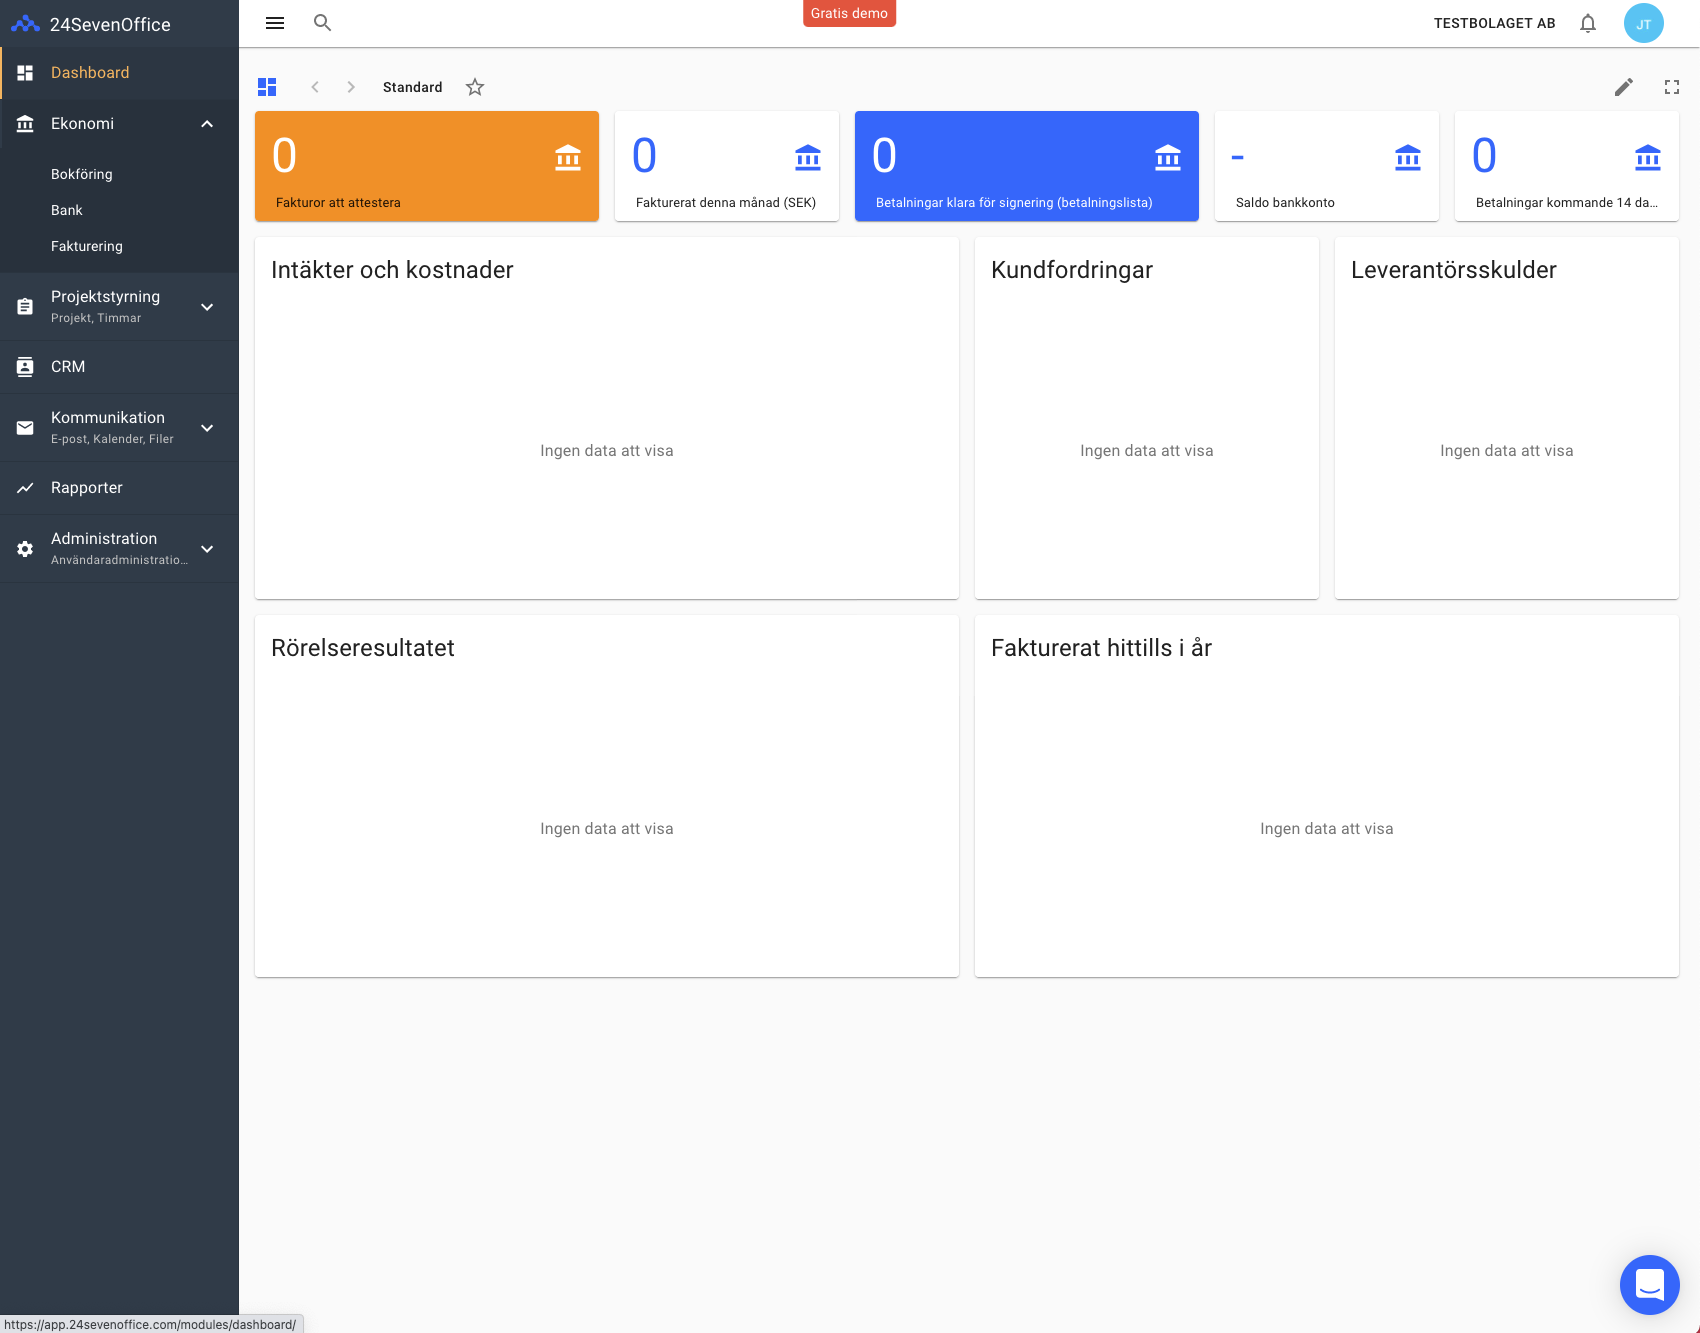 24SevenOffice
Gratis demo
TESTBOLAGET AB
JT
Dashboard
Ekonomi
Bokföring
Bank
Fakturering
Projektstyrning
Projekt, Timmar
CRM
Kommunikation
E-post, Kalender, Filer
Rapporter
Administration
Användaradministratio...
Standard
0
Fakturor att attestera
0
Fakturerat denna månad (SEK)
0
Betalningar klara för signering (betalningslista)
-
Saldo bankkonto
0
Betalningar kommande 14 da...
Intäkter och kostnader
Ingen data att visa
Kundfordringar
Ingen data att visa
Leverantörsskulder
Ingen data att visa
Rörelseresultatet
Ingen data att visa
Fakturerat hittills i år
Ingen data att visa
https://app.24sevenoffice.com/modules/dashboard/